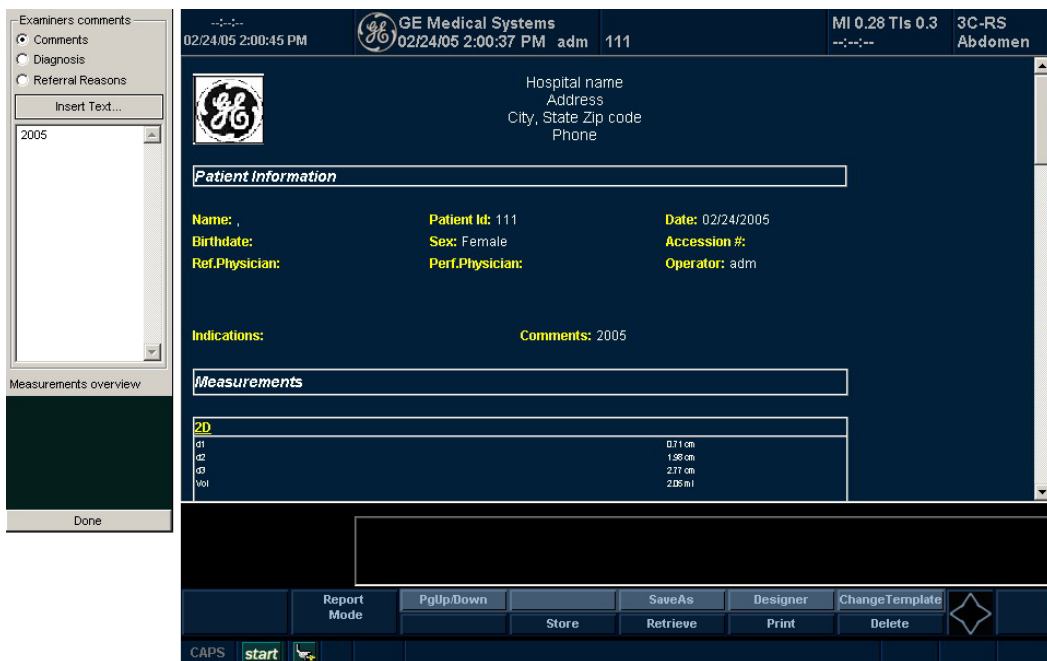 Examiners comments
Comments
Diagnosis
Referral Reasons
Insert Text...
2005
Measurements overview
Done
--:--:--
02/24/05 2:00:45 PM
GE Medical Systems
02/24/05 2:00:37 PM adm 111
MI 0.28 TIs 0.3
--:--:--
3C-RS
Abdomen
Hospital name
Address
City, State Zip code
Phone
Patient Information
Name: , Patient Id: 111 Date: 02/24/2005
Birthdate: Sex: Female Accession #:
Ref.Physician: Perf.Physician: Operator: adm
Indications: Comments: 2005
Measurements
2D
d1 0.71 cm
d2 1.98 cm
d3 2.77 cm
Vol 2.05 ml
Report
Mode
PgUp/Down SaveAs Designer ChangeTemplate
Store Retrieve Print Delete
CAPS start